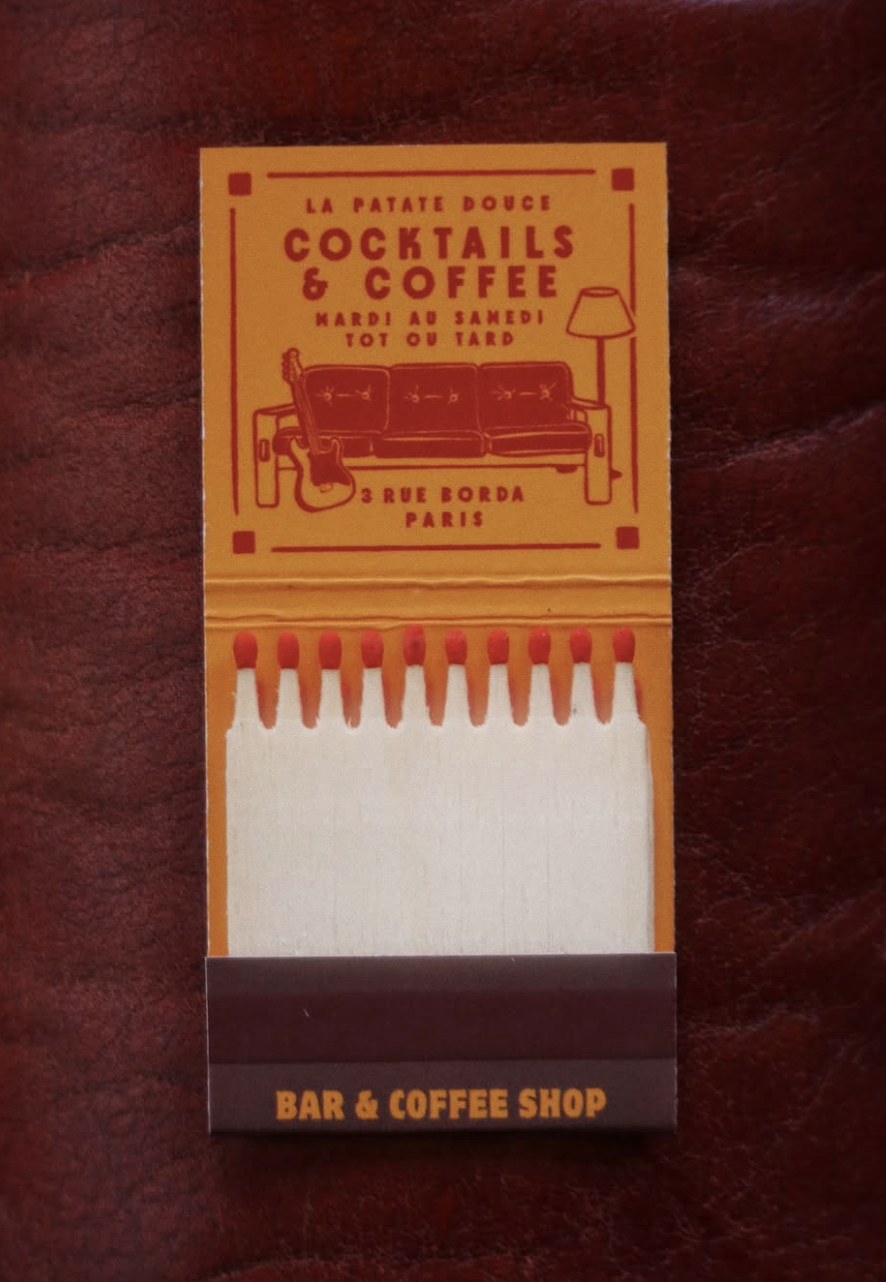 LA PATATE DOUCE
COCKTAILS
& COFFEE
MARDI AU SAMEDI
TOT OU TARD
3 RUE BORDA
PARIS
BAR & COFFEE SHOP